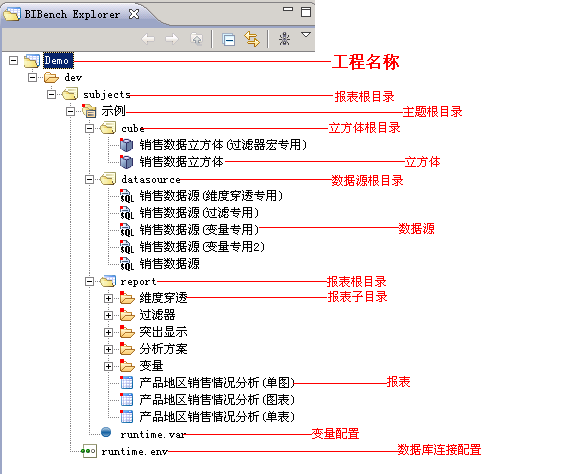 BIBench Explorer
Demo 工程名称
dev
subjects 报表根目录
示例 主题根目录
cube 立方体根目录
销售数据立方体(过滤器宏专用)
销售数据立方体 立方体
datasource 数据源根目录
销售数据源(维度穿透专用)
销售数据源(过滤专用)
销售数据源(变量专用) 数据源
销售数据源(变量专用2)
销售数据源
report 报表根目录
维度穿透 报表子目录
过滤器
突出显示
分析方案
变量
产品地区销售情况分析(单图) 报表
产品地区销售情况分析(图表)
产品地区销售情况分析(单表)
runtime.var 变量配置
runtime.env 数据库连接配置